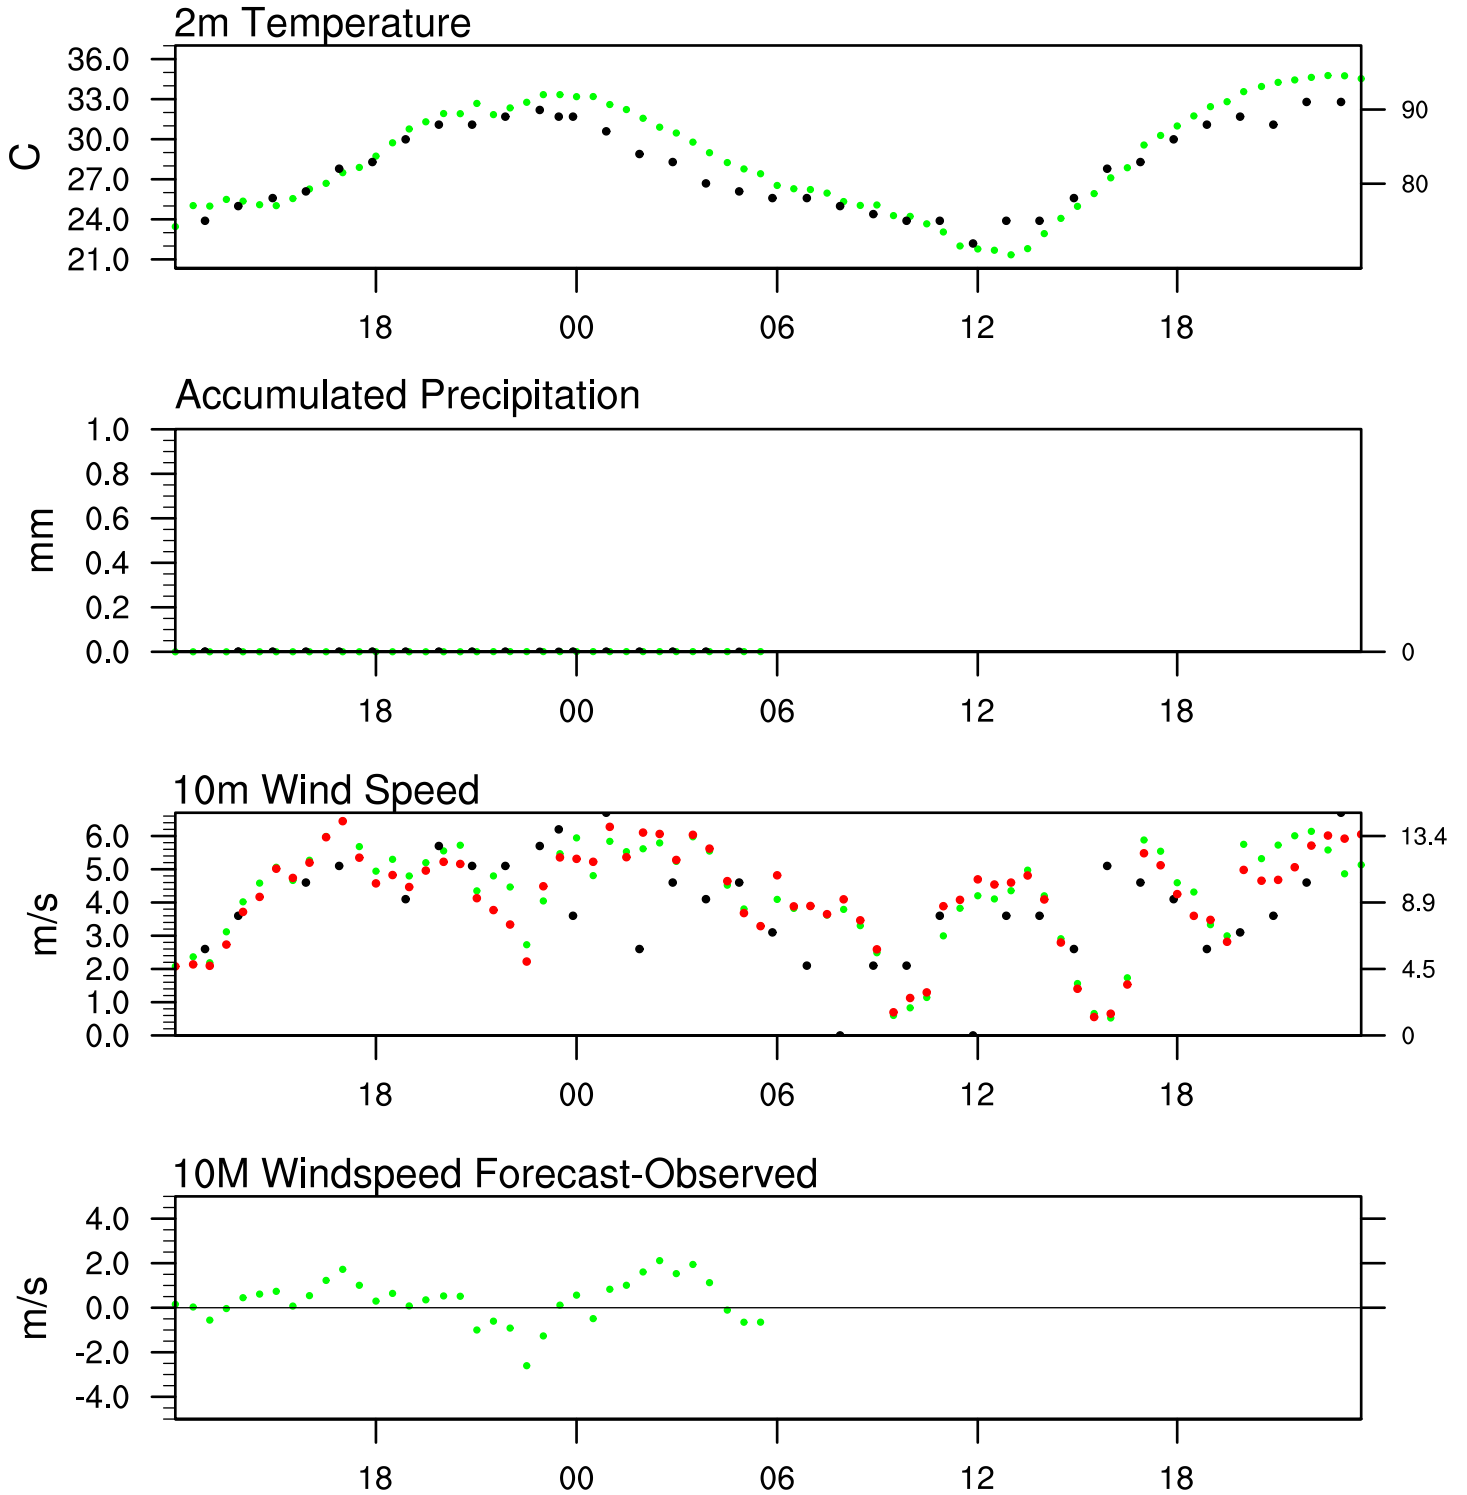 2m Temperature
36.0
33.0
30.0
27.0
24.0
21.0
C
90
80
18 00 06 12 18
Accumulated Precipitation
1.0
0.8
0.6
0.4
0.2
0.0
mm
0
18 00 06 12 18
10m Wind Speed
6.0
5.0
4.0
3.0
2.0
1.0
0.0
m/s
13.4
8.9
4.5
0
18 00 06 12 18
10M Windspeed Forecast-Observed
4.0
2.0
0.0
-2.0
-4.0
m/s
18 00 06 12 18